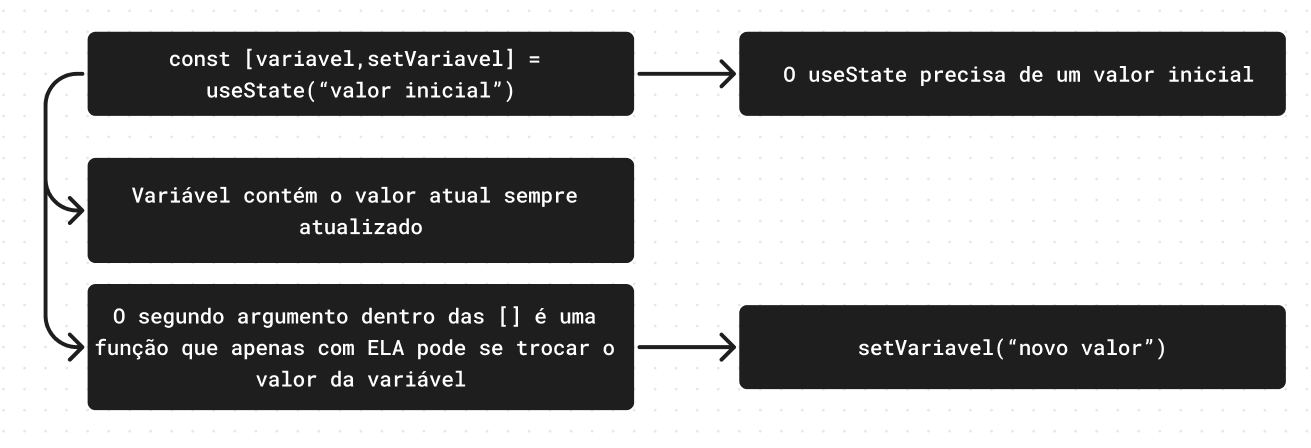 const [variavel,setVariavel] =
useState(“valor inicial”)
O useState precisa de um valor inicial
Variável contém o valor atual sempre
atualizado
O segundo argumento dentro das [] é uma
função que apenas com ELA pode se trocar o
valor da variável
setVariavel(“novo valor”)